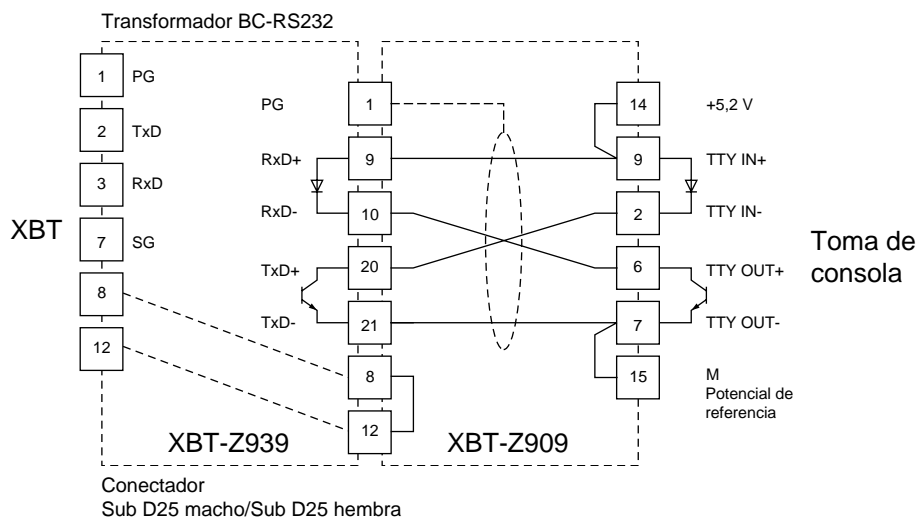 Transformador BC-RS232
1 PG
2 TxD
3 RxD
XBT
7 SG
8
12
PG 1
RxD+ 9
RxD- 10
TxD+ 20
TxD- 21
8
12
14 +5,2 V
9 TTY IN+
2 TTY IN-
6 TTY OUT+
7 TTY OUT-
15 M
Potencial de
referencia
Toma de
consola
XBT-Z939
XBT-Z909
Conectador
Sub D25 macho/Sub D25 hembra